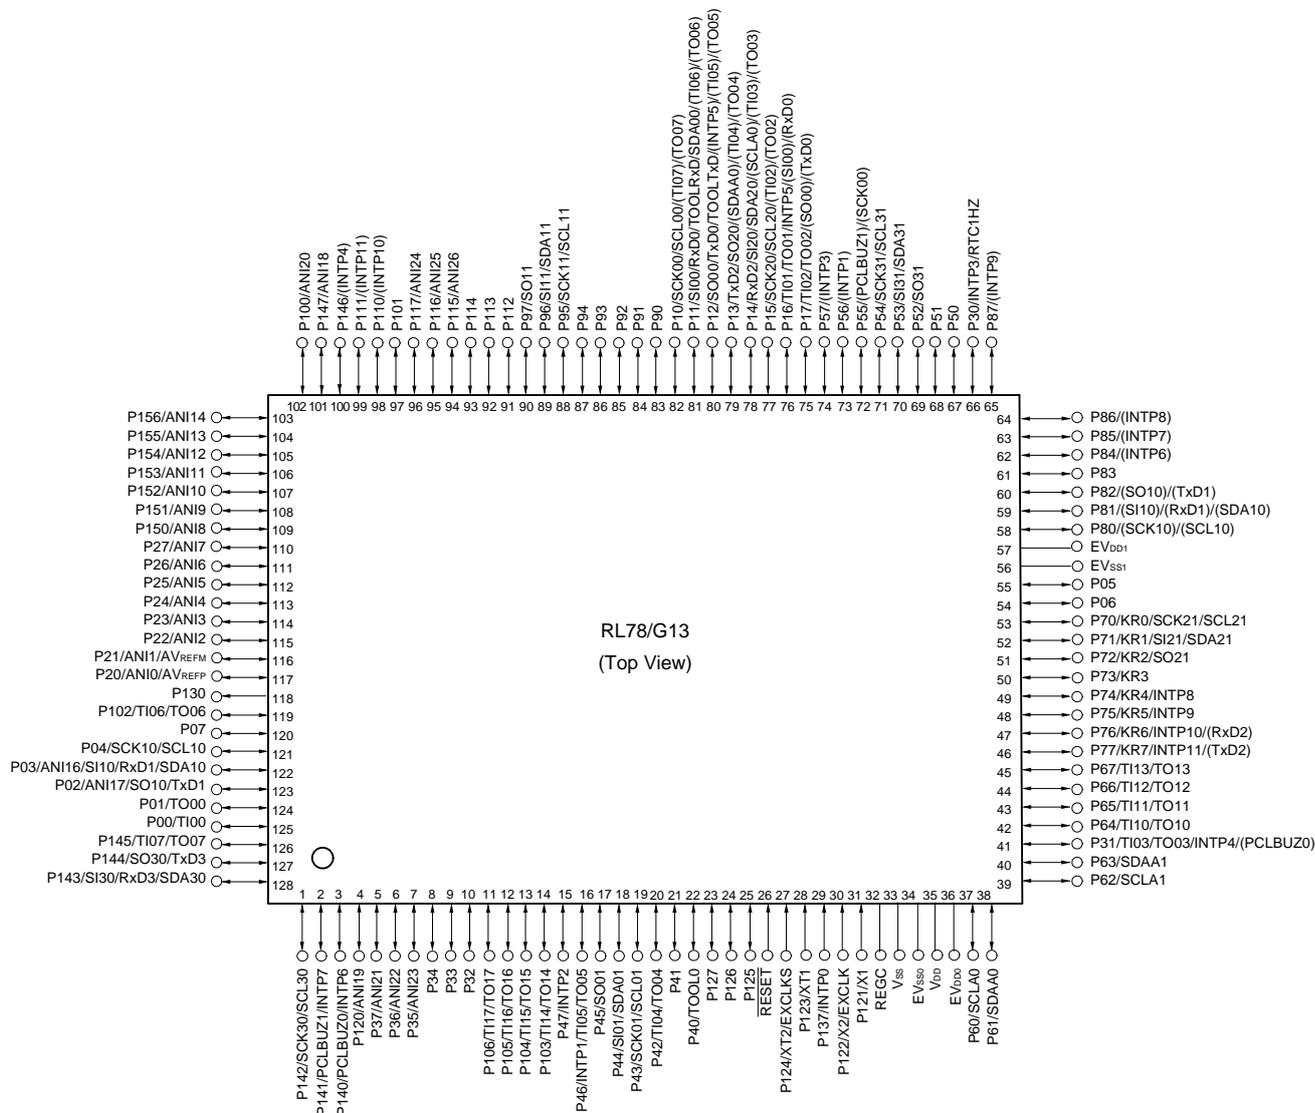 P100/ANI20
P147/ANI18
P146/(INTP4)
P111/(INTP11)
P110/(INTP10)
P101
P117/ANI24
P116/ANI25
P115/ANI26
P114
P113
P112
P97/SO11
P96/SI11/SDA11
P95/SCK11/SCL11
P94
P93
P92
P91
P90
P10/SCK00/SCL00/(TI07)/(TO07)
P11/SI00/RxD0/TOOLRxD/SDA00/(TI06)/(TO06)
P12/SO00/TxD0/TOOLTxD/(INTP5)/(TI05)/(TO05)
P13/TxD2/SO20/(SDAA0)/(TI04)/(TO04)
P14/RxD2/SI20/SDA20/(SCLA0)/(TI03)/(TO03)
P15/SCK20/SCL20/(TI02)/(TO02)
P16/TI01/TO01/INTP5/(SI00)/(RxD0)
P17/TI02/TO02/(SO00)/(TxD0)
P57/(INTP3)
P56/(INTP1)
P55/(PCLBUZ1)/(SCK00)
P54/SCK31/SCL31
P53/SI31/SDA31
P52/SO31
P51
P50
P30/INTP3/RTC1HZ
P87/(INTP9)
102 101 100 99 98 97 96 95 94 93 92 91 90 89 88 87 86 85 84 83 82 81 80 79 78 77 76 75 74 73 72 71 70 69 68 67 66 65
P156/ANI14 103
P155/ANI13 104
P154/ANI12 105
P153/ANI11 106
P152/ANI10 107
P151/ANI9 108
P150/ANI8 109
P27/ANI7 110
P26/ANI6 111
P25/ANI5 112
P24/ANI4 113
P23/ANI3 114
P22/ANI2 115
P21/ANI1/AVREFM 116
P20/ANI0/AVREFP 117
P130 118
P102/TI06/TO06 119
P07 120
P04/SCK10/SCL10 121
P03/ANI16/SI10/RxD1/SDA10 122
P02/ANI17/SO10/TxD1 123
P01/TO00 124
P00/TI00 125
P145/TI07/TO07 126
P144/SO30/TxD3 127
P143/SI30/RxD3/SDA30 128
RL78/G13
(Top View)
64 P86/(INTP8)
63 P85/(INTP7)
62 P84/(INTP6)
61 P83
60 P82/(SO10)/(TxD1)
59 P81/(SI10)/(RxD1)/(SDA10)
58 P80/(SCK10)/(SCL10)
57 EVDD1
56 EVSS1
55 P05
54 P06
53 P70/KR0/SCK21/SCL21
52 P71/KR1/SI21/SDA21
51 P72/KR2/SO21
50 P73/KR3
49 P74/KR4/INTP8
48 P75/KR5/INTP9
47 P76/KR6/INTP10/(RxD2)
46 P77/KR7/INTP11/(TxD2)
45 P67/TI13/TO13
44 P66/TI12/TO12
43 P65/TI11/TO11
42 P64/TI10/TO10
41 P31/TI03/TO03/INTP4/(PCLBUZ0)
40 P63/SDAA1
39 P62/SCLA1
1 2 3 4 5 6 7 8 9 10 11 12 13 14 15 16 17 18 19 20 21 22 23 24 25 26 27 28 29 30 31 32 33 34 35 36 37 38
P142/SCK30/SCL30
P141/PCLBUZ1/INTP7
P140/PCLBUZ0/INTP6
P120/ANI19
P37/ANI21
P36/ANI22
P35/ANI23
P34
P33
P32
P106/TI17/TO17
P105/TI16/TO16
P104/TI15/TO15
P103/TI14/TO14
P47/INTP2
P46/INTP1/TI05/TO05
P45/SO01
P44/SI01/SDA01
P43/SCK01/SCL01
P42/TI04/TO04
P41
P40/TOOL0
P127
P126
P125
RESET
P124/XT2/EXCLKS
P123/XT1
P137/INTP0
P122/X2/EXCLK
P121/X1
REGC
VSS
EVSS0
VDD
EVDD0
P60/SCLA0
P61/SDAA0